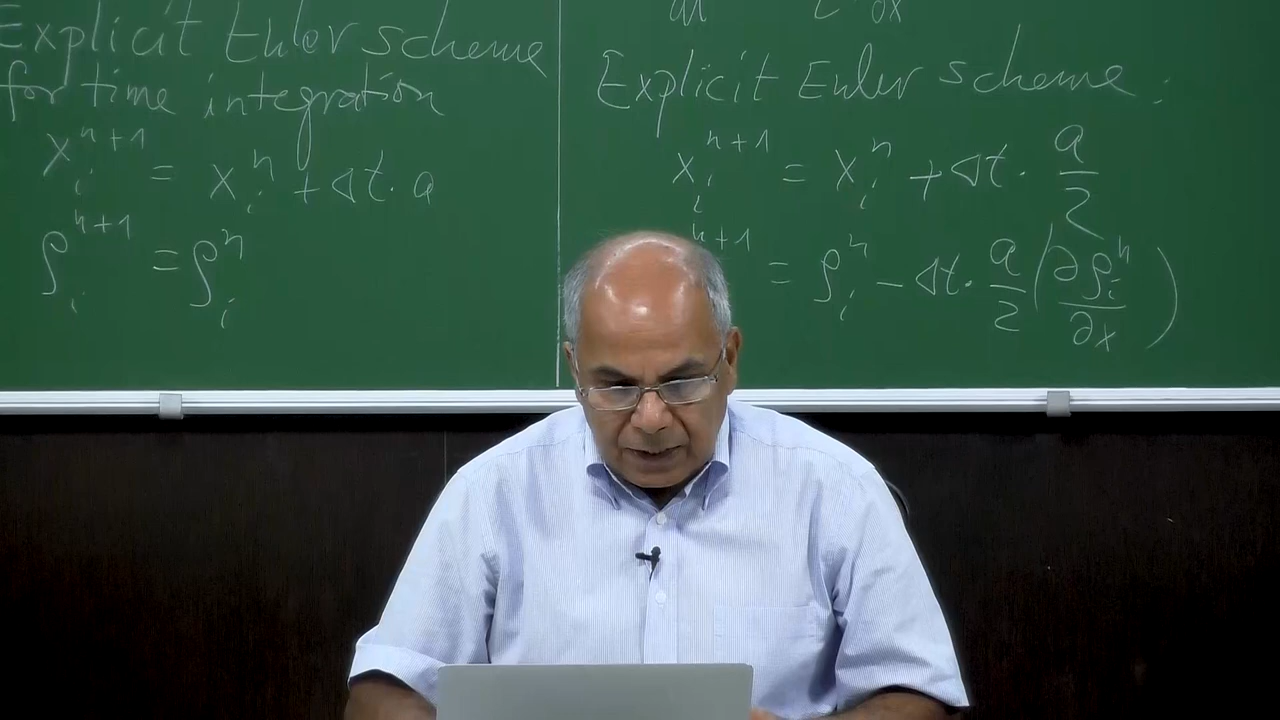 Explicit Euler scheme
for time integration
x_i^{n+1} = x_i^n + Δt · a
ρ_i^{n+1} = ρ_i^n
∂x
Explicit Euler scheme :
x_i^{n+1} = x_i^n + Δt · a/2
n+1 = ρ_i^n − Δt · a/2 (∂ρ_i^n/∂x)